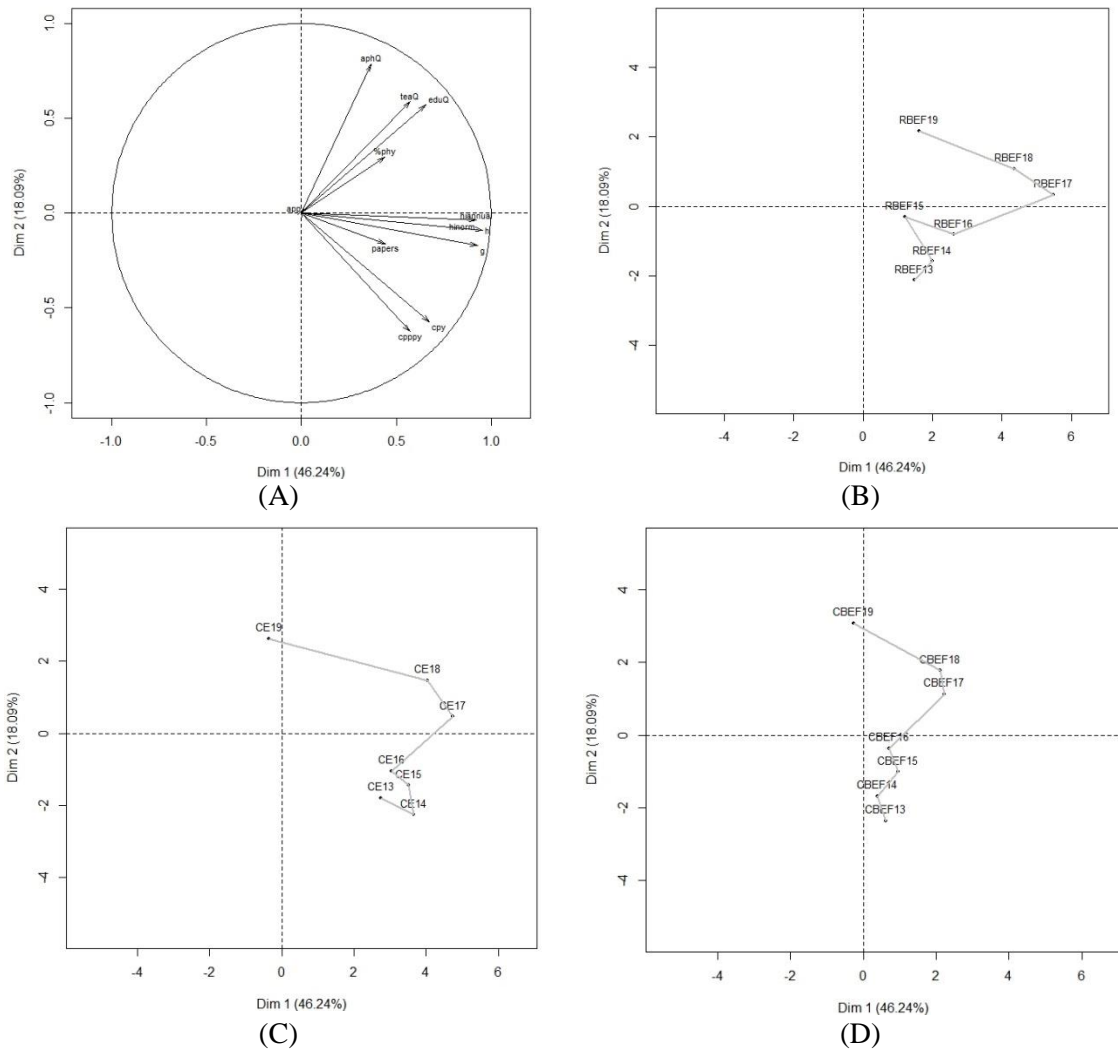 1.0
0.5
0.0
-0.5
-1.0
Dim 2 (18.09%)
aphQ
teaQ
eduQ
%phy
app
hiannual
hinorm
h
papers
g
cpy
cpppy
-1.0 -0.5 0.0 0.5 1.0
Dim 1 (46.24%)
(A)
4
2
0
-2
-4
Dim 2 (18.09%)
RBEF19
RBEF18
RBEF17
RBEF15
RBEF16
RBEF14
RBEF13
-4 -2 0 2 4 6
Dim 1 (46.24%)
(B)
4
2
0
-2
-4
Dim 2 (18.09%)
CE19
CE18
CE17
CE16
CE15
CE13
CE14
-4 -2 0 2 4 6
Dim 1 (46.24%)
(C)
4
2
0
-2
-4
Dim 2 (18.09%)
CBEF19
CBEF18
CBEF17
CBEF16
CBEF15
CBEF14
CBEF13
-4 -2 0 2 4 6
Dim 1 (46.24%)
(D)